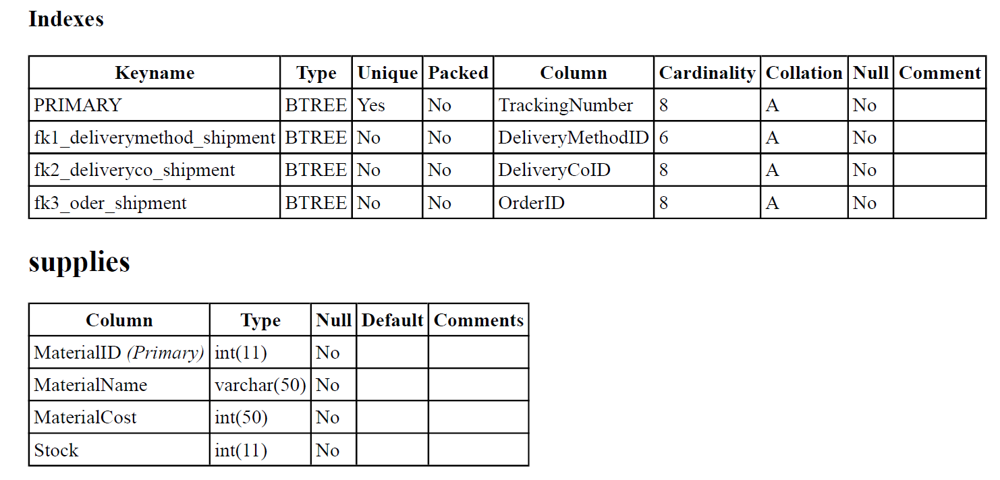 Indexes
Keyname Type Unique Packed Column Cardinality Collation Null Comment
PRIMARY BTREE Yes No TrackingNumber 8 A No
fk1_deliverymethod_shipment BTREE No No DeliveryMethodID 6 A No
fk2_deliveryco_shipment BTREE No No DeliveryCoID 8 A No
fk3_oder_shipment BTREE No No OrderID 8 A No
supplies
Column Type Null Default Comments
MaterialID (Primary) int(11) No
MaterialName varchar(50) No
MaterialCost int(50) No
Stock int(11) No